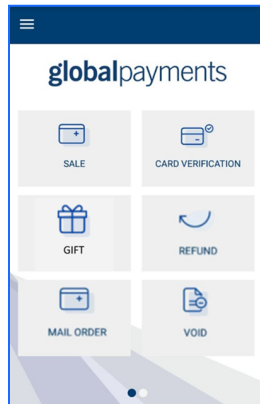 globalpayments
SALE
CARD VERIFICATION
GIFT
REFUND
MAIL ORDER
VOID